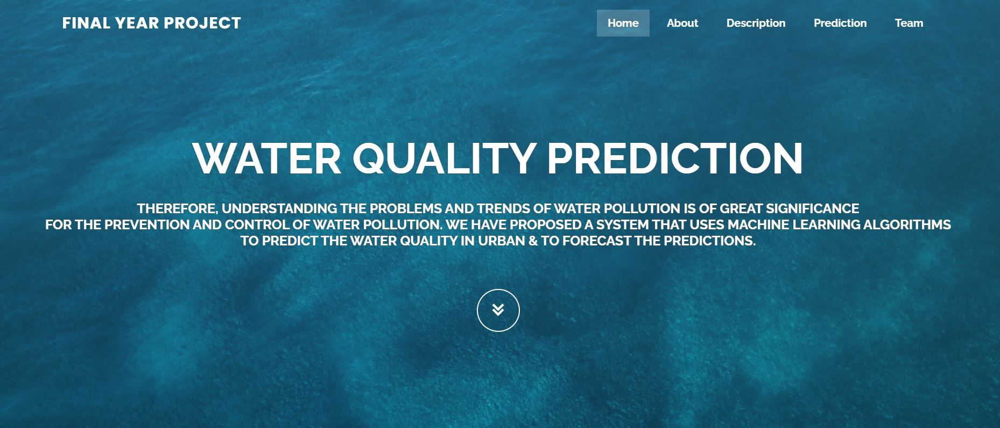 FINAL YEAR PROJECT
Home About Description Prediction Team
WATER QUALITY PREDICTION
THEREFORE, UNDERSTANDING THE PROBLEMS AND TRENDS OF WATER POLLUTION IS OF GREAT SIGNIFICANCE
FOR THE PREVENTION AND CONTROL OF WATER POLLUTION. WE HAVE PROPOSED A SYSTEM THAT USES MACHINE LEARNING ALGORITHMS
TO PREDICT THE WATER QUALITY IN URBAN & TO FORECAST THE PREDICTIONS.